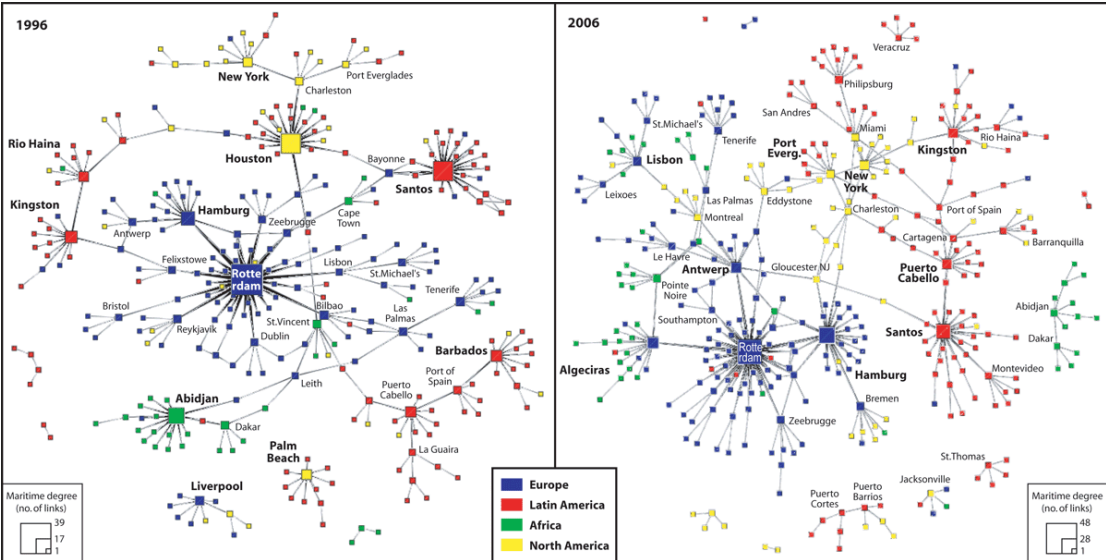 1996
New York
Port Everglades
Charleston
Rio Haina
Houston
Bayonne
Santos
Kingston
Hamburg
Zeebrugge
Cape
Town
Antwerp
Felixstowe
Rotte
rdam
Lisbon
St.Michael's
Bristol
Reykjavik
St.Vincent
Bilbao
Las
Palmas
Tenerife
Dublin
Leith
Barbados
Port of
Spain
Puerto
Cabello
Abidjan
Dakar
La Guaira
Palm
Beach
Liverpool
Maritime degree
(no. of links)
39
17
1
Europe
Latin America
Africa
North America
2006
Veracruz
Philipsburg
San Andres
St.Michael's
Tenerife
Miami
Rio Haina
Lisbon
Port
Everg.
Kingston
New
York
Leixoes
Las Palmas
Eddystone
Montreal
Charleston
Port of Spain
Cartagena
Barranquilla
Le Havre
Antwerp
Gloucester NJ
Puerto
Cabello
Pointe
Noire
Southampton
Abidjan
Santos
Dakar
Rotte
rdam
Algeciras
Hamburg
Montevideo
Bremen
Zeebrugge
St.Thomas
Jacksonville
Puerto
Cortes
Puerto
Barrios
Maritime degree
(no. of links)
48
28
1